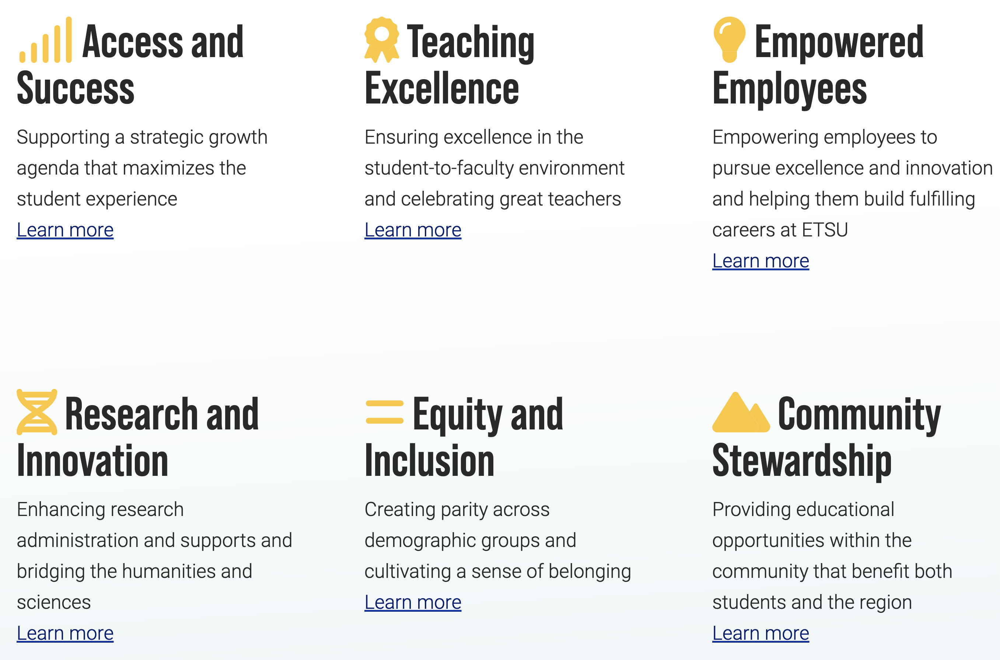 Access and
Success
Supporting a strategic growth
agenda that maximizes the
student experience
Learn more
Teaching
Excellence
Ensuring excellence in the
student-to-faculty environment
and celebrating great teachers
Learn more
Empowered
Employees
Empowering employees to
pursue excellence and innovation
and helping them build fulfilling
careers at ETSU
Learn more
Research and
Innovation
Enhancing research
administration and supports and
bridging the humanities and
sciences
Learn more
Equity and
Inclusion
Creating parity across
demographic groups and
cultivating a sense of belonging
Learn more
Community
Stewardship
Providing educational
opportunities within the
community that benefit both
students and the region
Learn more